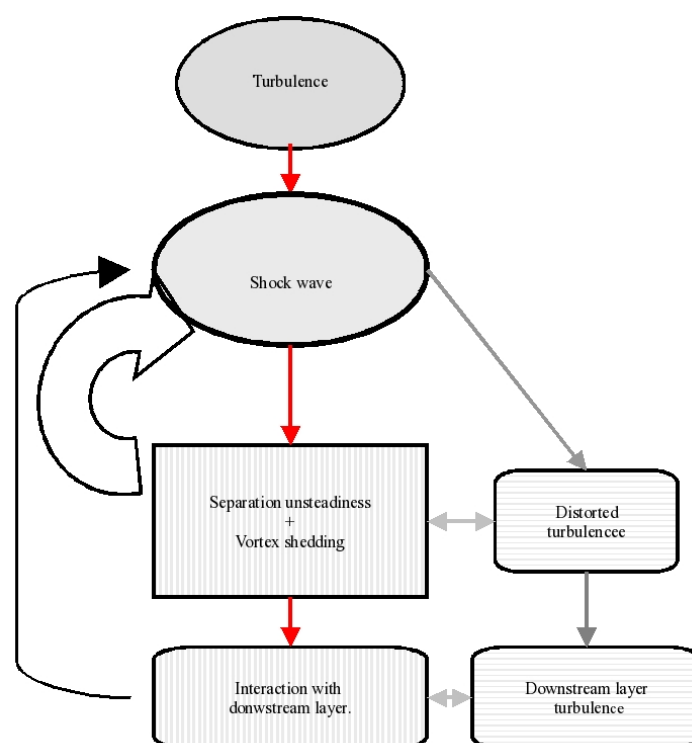 Turbulence
Shock wave
Separation unsteadiness
+
Vortex shedding
Distorted
turbulencee
Interaction with
donwstream layer.
Downstream layer
turbulence